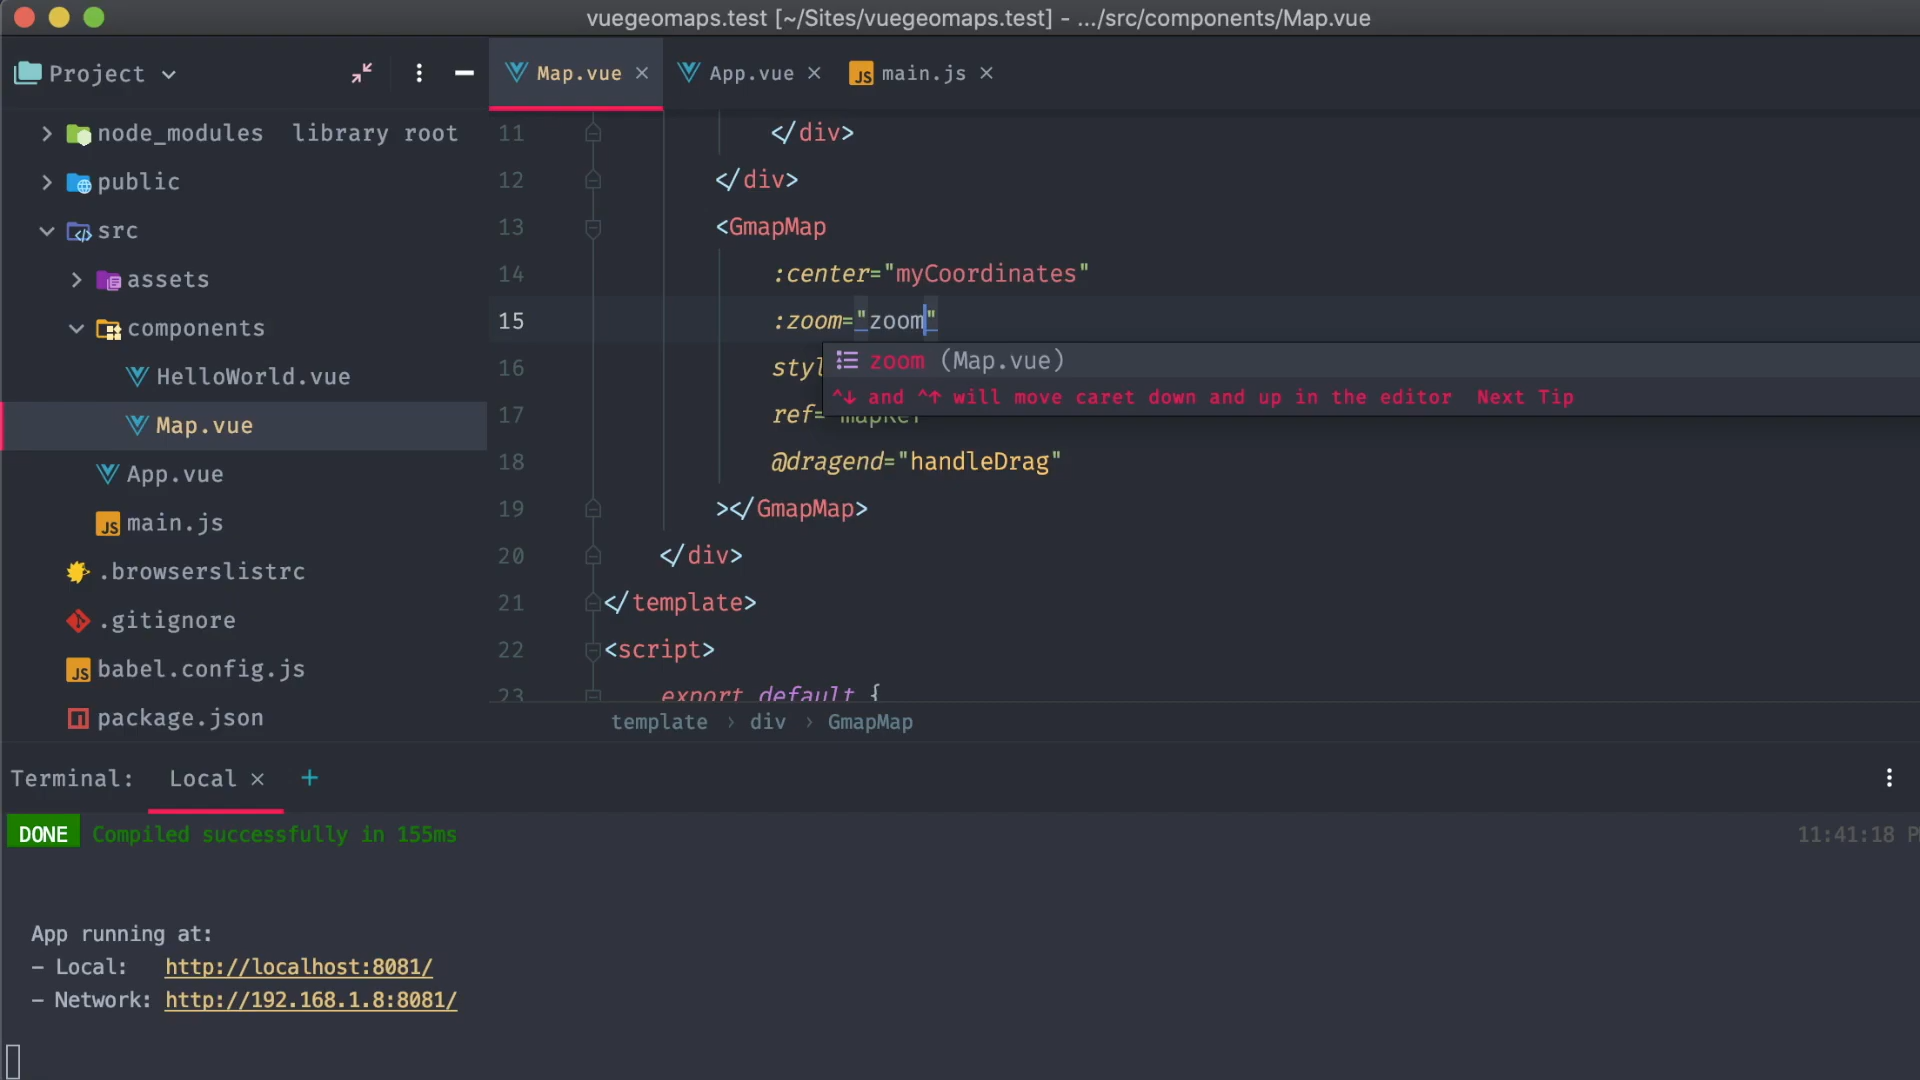 vuegeomaps.test [~/Sites/vuegeomaps.test] - .../src/components/Map.vue
Project
Map.vue
App.vue
main.js
node_modules library root
public
src
assets
components
HelloWorld.vue
Map.vue
App.vue
main.js
.browserslistrc
.gitignore
babel.config.js
package.json
11 </div>
12 </div>
13 <GmapMap
14 :center="myCoordinates"
15 :zoom="zoom"
zoom (Map.vue)
^↓ and ^↑ will move caret down and up in the editor Next Tip
16
17 ref=
18 @dragend="handleDrag"
19 ></GmapMap>
20 </div>
21 </template>
22 <script>
23 export default {
template › div › GmapMap
Terminal: Local × +
DONE Compiled successfully in 155ms
11:41:18
App running at:
- Local: http://localhost:8081/
- Network: http://192.168.1.8:8081/